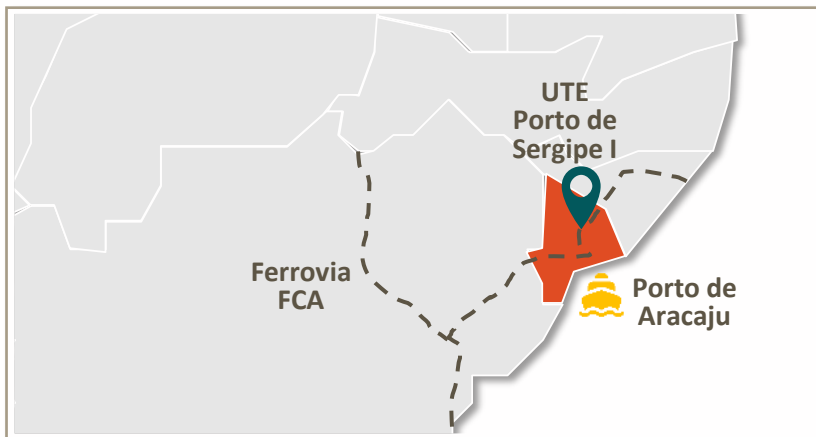 UTE
Porto de
Sergipe I
Ferrovia
FCA
Porto de
Aracaju